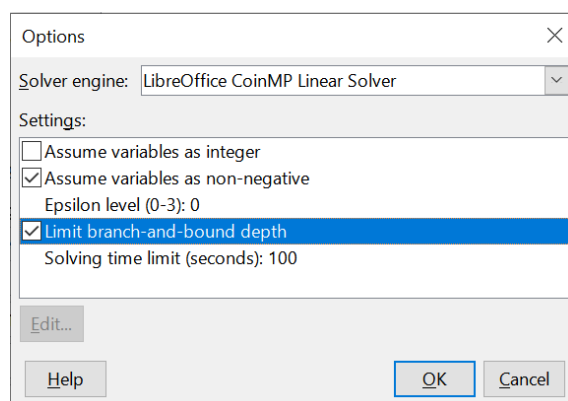 Options
Solver engine: LibreOffice CoinMP Linear Solver
Settings:
Assume variables as integer
Assume variables as non-negative
Epsilon level (0-3): 0
Limit branch-and-bound depth
Solving time limit (seconds): 100
Edit...
Help OK Cancel